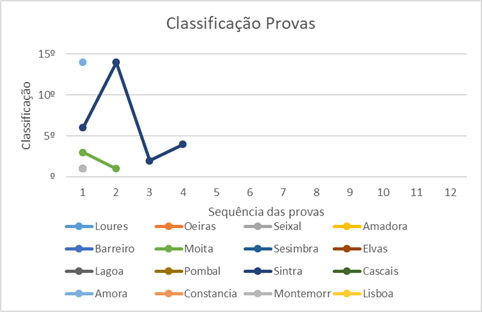 Classificação Provas
15º
10º
5º
º
Classificação
1 2 3 4 5 6 7 8 9 10 11 12
Sequência das provas
Loures Oeiras Seixal Amadora
Barreiro Moita Sesimbra Elvas
Lagoa Pombal Sintra Cascais
Amora Constancia Montemorr Lisboa